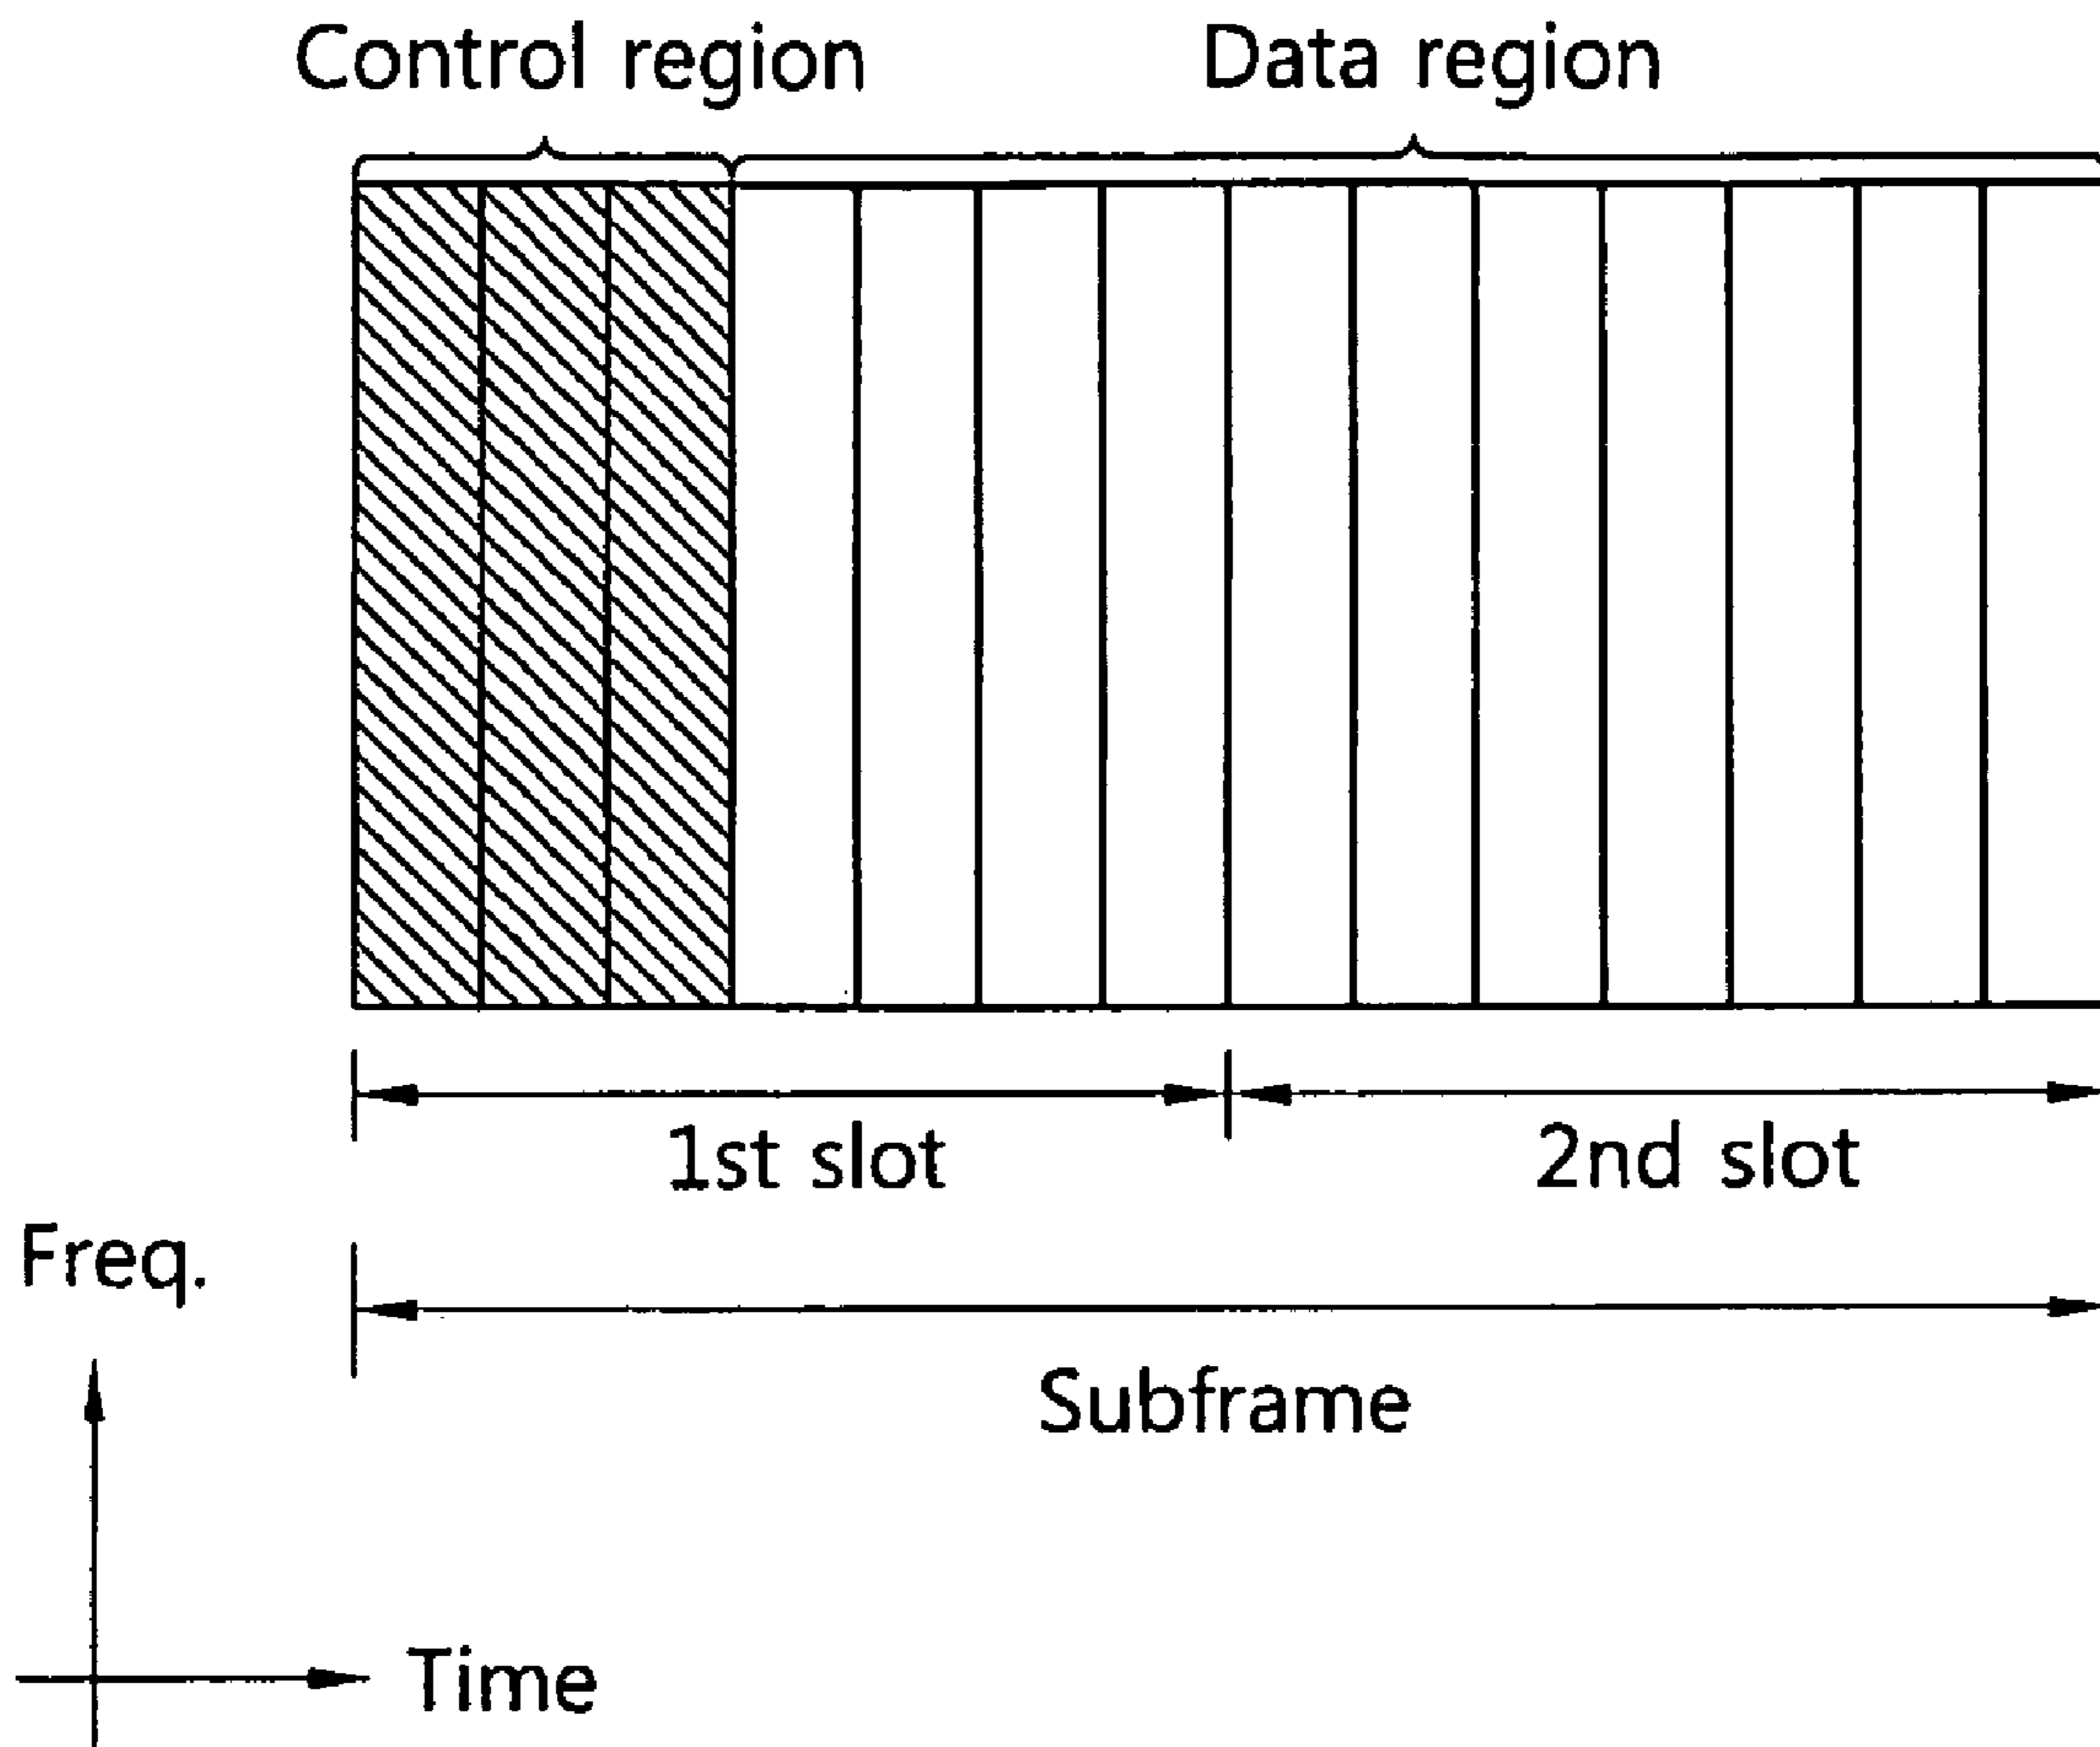 Control region
Data region
1st slot
2nd slot
Freq.
Subframe
Time